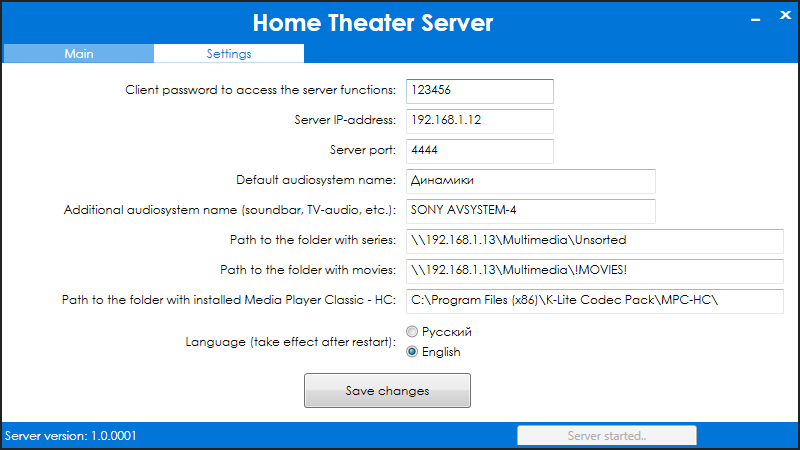 Home Theater Server
Main Settings
Client password to access the server functions: 123456
Server IP-address: 192.168.1.12
Server port: 4444
Default audiosystem name: Динамики
Additional audiosystem name (soundbar, TV-audio, etc.): SONY AVSYSTEM-4
Path to the folder with series: \\192.168.1.13\Multimedia\Unsorted
Path to the folder with movies: \\192.168.1.13\Multimedia\!MOVIES!
Path to the folder with installed Media Player Classic - HC: C:\Program Files (x86)\K-Lite Codec Pack\MPC-HC\
Language (take effect after restart): Русский
English
Save changes
Server version: 1.0.0001 Server started..